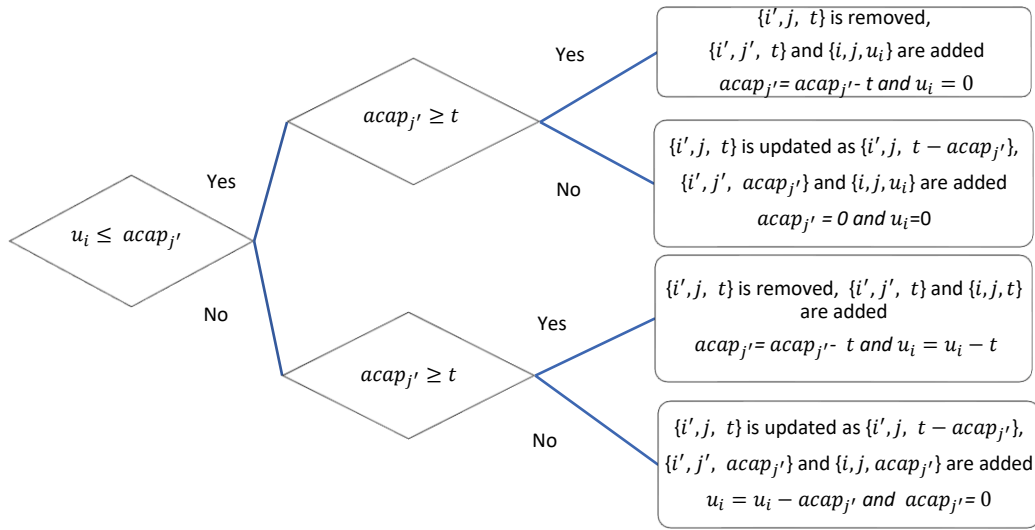 u_i ≤ acap_{j′}
Yes
No
acap_{j′} ≥ t
Yes
No
{i′, j, t} is removed,
{i′, j′, t} and {i, j, u_i} are added
acap_{j′} = acap_{j′} - t and u_i = 0
{i′, j, t} is updated as {i′, j, t − acap_{j′}},
{i′, j′, acap_{j′}} and {i, j, u_i} are added
acap_{j′} = 0 and u_i=0
acap_{j′} ≥ t
Yes
No
{i′, j, t} is removed, {i′, j′, t} and {i, j, t}
are added
acap_{j′} = acap_{j′} - t and u_i = u_i − t
{i′, j, t} is updated as {i′, j, t − acap_{j′}},
{i′, j′, acap_{j′}} and {i, j, acap_{j′}} are added
u_i = u_i − acap_{j′} and acap_{j′} = 0